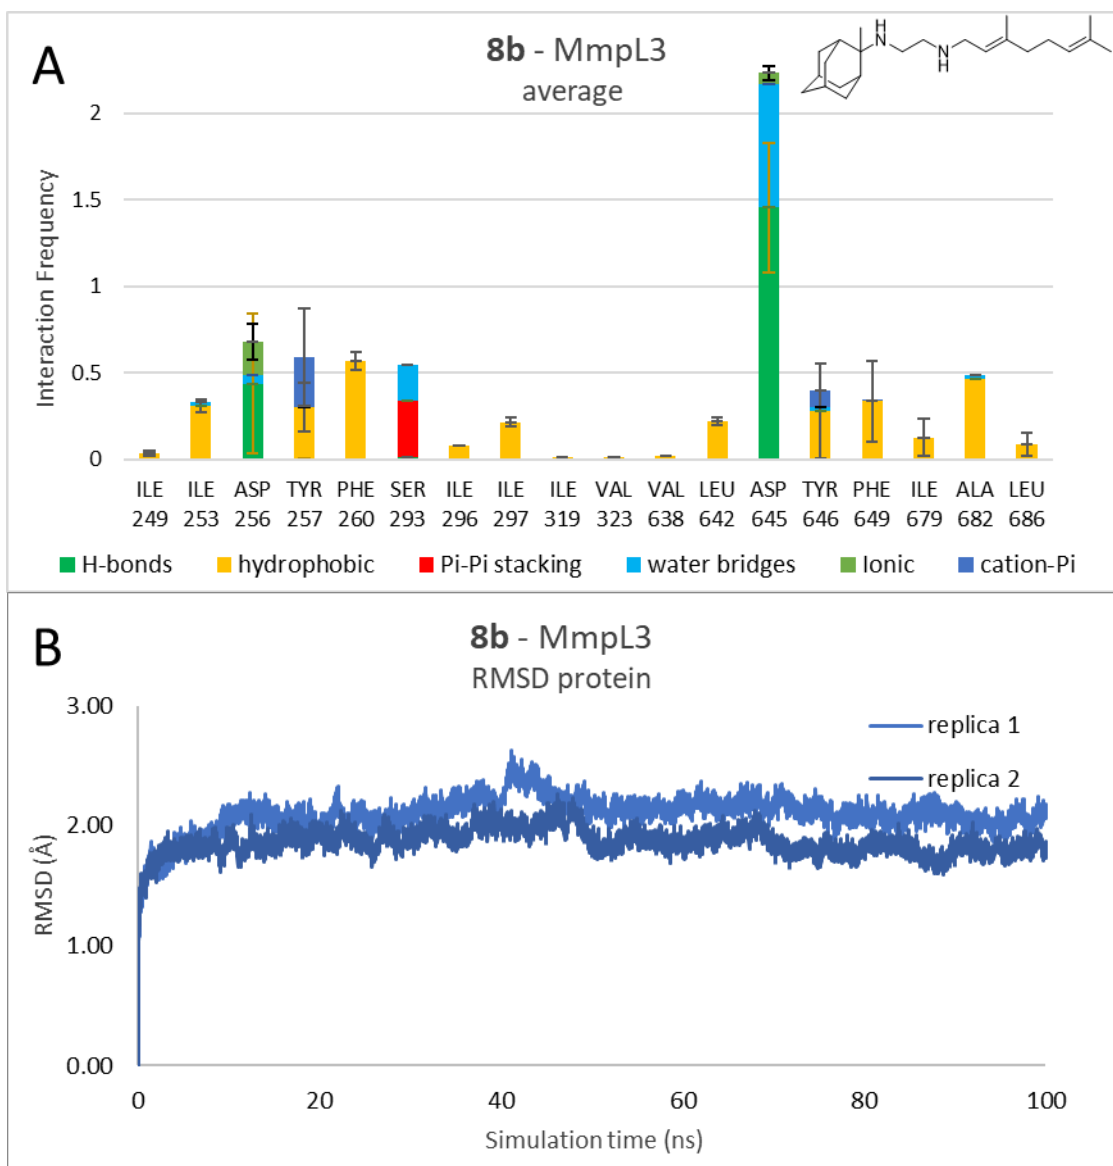 A
8b - MmpL3
average
H
N
N
H
Interaction Frequency
2
1.5
1
0.5
0
ILE ILE ASP TYR PHE SER ILE ILE ILE VAL VAL LEU ASP TYR PHE ILE ALA LEU
249 253 256 257 260 293 296 297 319 323 638 642 645 646 649 679 682 686
H-bonds hydrophobic Pi-Pi stacking water bridges Ionic cation-Pi
B
8b - MmpL3
RMSD protein
RMSD (Å)
3.00
2.00
1.00
0.00
replica 1
replica 2
0 20 40 60 80 100
Simulation time (ns)